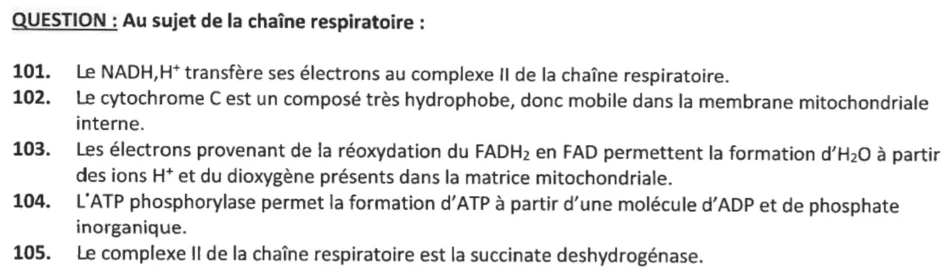 QUESTION : Au sujet de la chaîne respiratoire :
101. Le NADH,H⁺ transfère ses électrons au complexe II de la chaîne respiratoire.
102. Le cytochrome C est un composé très hydrophobe, donc mobile dans la membrane mitochondriale
interne.
103. Les électrons provenant de la réoxydation du FADH₂ en FAD permettent la formation d'H₂O à partir
des ions H⁺ et du dioxygène présents dans la matrice mitochondriale.
104. L'ATP phosphorylase permet la formation d'ATP à partir d'une molécule d'ADP et de phosphate
inorganique.
105. Le complexe II de la chaîne respiratoire est la succinate deshydrogénase.